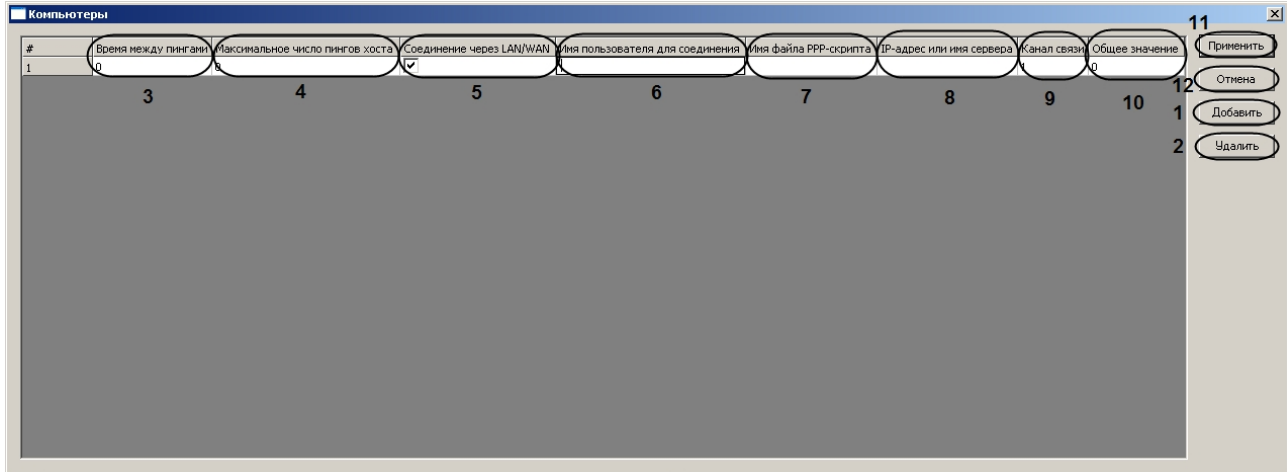 Компьютеры
11
# Время между пингами Максимальное число пингов хоста Соединение через LAN/WAN Имя пользователя для соединения Имя файла PPP-скрипта IP-адрес или имя сервера Канал связи Общее значение Применить
1 0 0 1 0
12 Отмена
3 4 5 6 7 8 9 10
1 Добавить
2 Удалить